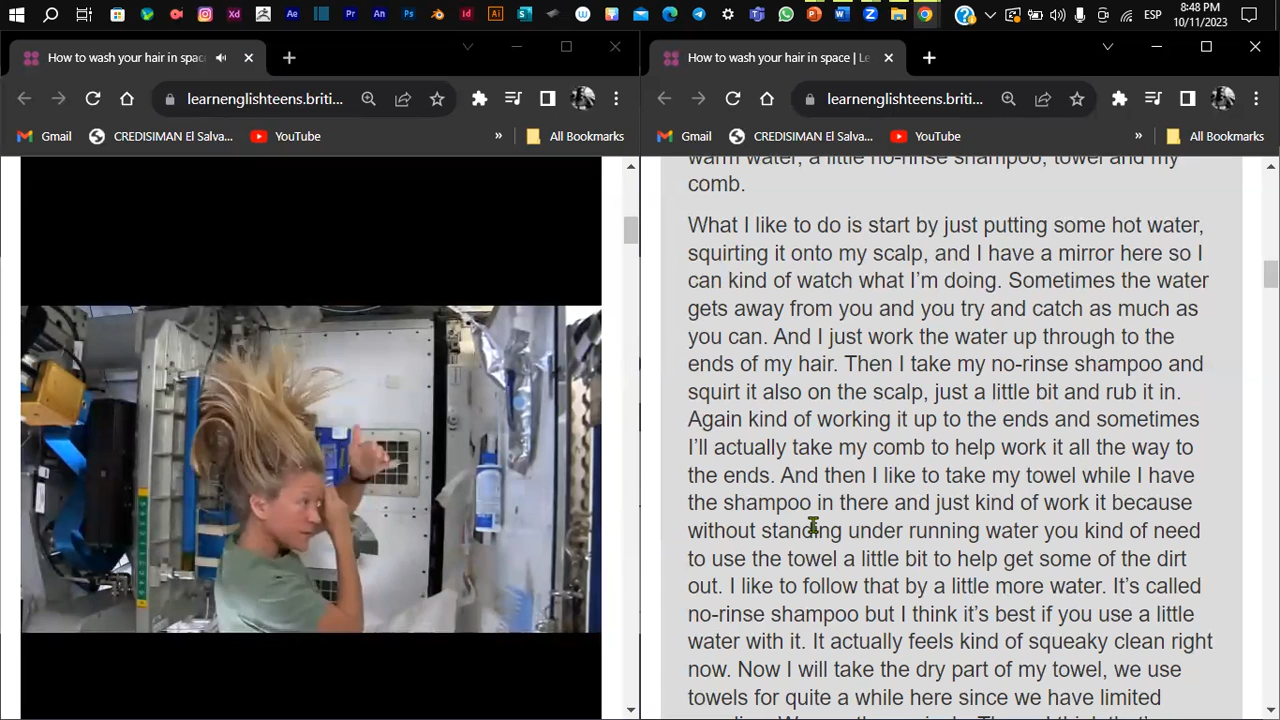 8:48 PM
ESP
10/11/2023
How to wash your hair in spac
learnenglishteens.briti...
Gmail
CREDISIMAN El Salva...
YouTube
»
All Bookmarks
How to wash your hair in space | Le
learnenglishteens.briti...
Gmail
CREDISIMAN El Salva...
YouTube
»
All Bookmarks
warm water, a little no-rinse shampoo, towel and my
comb.
What I like to do is start by just putting some hot water,
squirting it onto my scalp, and I have a mirror here so I
can kind of watch what I'm doing. Sometimes the water
gets away from you and you try and catch as much as
you can. And I just work the water up through to the
ends of my hair. Then I take my no-rinse shampoo and
squirt it also on the scalp, just a little bit and rub it in.
Again kind of working it up to the ends and sometimes
I'll actually take my comb to help work it all the way to
the ends. And then I like to take my towel while I have
the shampoo in there and just kind of work it because
without standing under running water you kind of need
to use the towel a little bit to help get some of the dirt
out. I like to follow that by a little more water. It's called
no-rinse shampoo but I think it's best if you use a little
water with it. It actually feels kind of squeaky clean right
now. Now I will take the dry part of my towel, we use
towels for quite a while here since we have limited